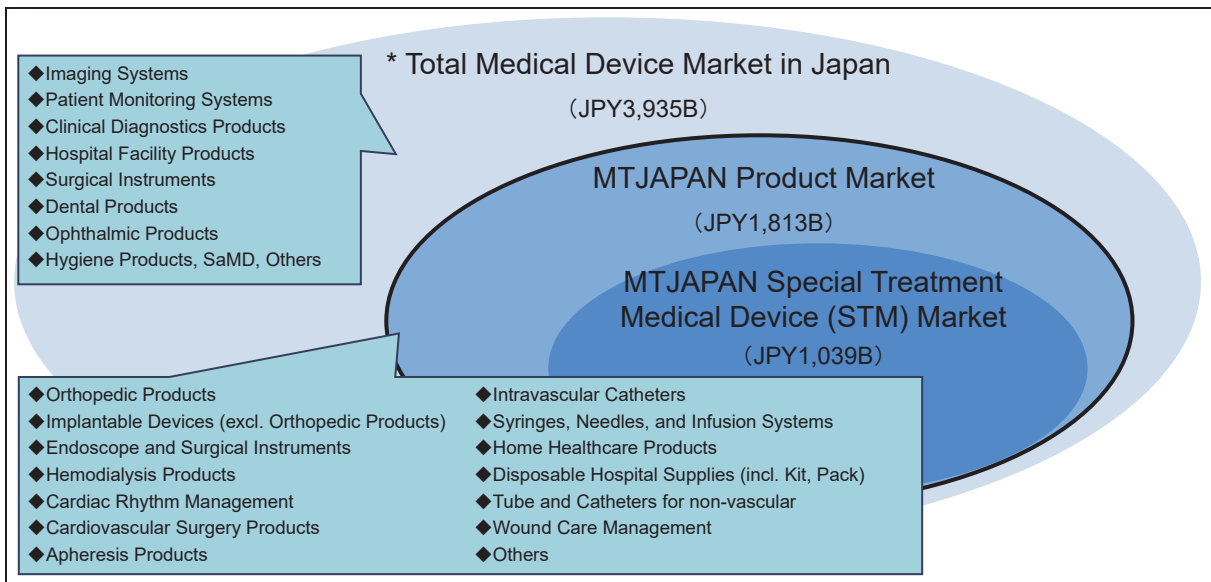 * Total Medical Device Market in Japan
（JPY3,935B）
◆Imaging Systems
◆Patient Monitoring Systems
◆Clinical Diagnostics Products
◆Hospital Facility Products
◆Surgical Instruments
◆Dental Products
◆Ophthalmic Products
◆Hygiene Products, SaMD, Others
MTJAPAN Product Market
（JPY1,813B）
MTJAPAN Special Treatment
Medical Device (STM) Market
（JPY1,039B）
◆Orthopedic Products
◆Implantable Devices (excl. Orthopedic Products)
◆Endoscope and Surgical Instruments
◆Hemodialysis Products
◆Cardiac Rhythm Management
◆Cardiovascular Surgery Products
◆Apheresis Products
◆Intravascular Catheters
◆Syringes, Needles, and Infusion Systems
◆Home Healthcare Products
◆Disposable Hospital Supplies (incl. Kit, Pack)
◆Tube and Catheters for non-vascular
◆Wound Care Management
◆Others